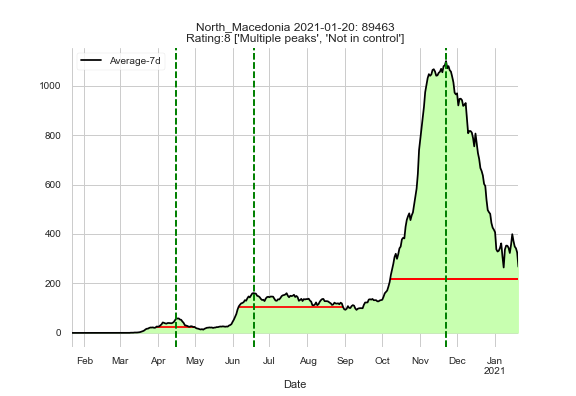 North_Macedonia 2021-01-20: 89463
Rating:8 ['Multiple peaks', 'Not in control']
Average-7d
1000
800
600
400
200
0
Feb Mar Apr May Jun Jul Aug Sep Oct Nov Dec Jan
2021
Date